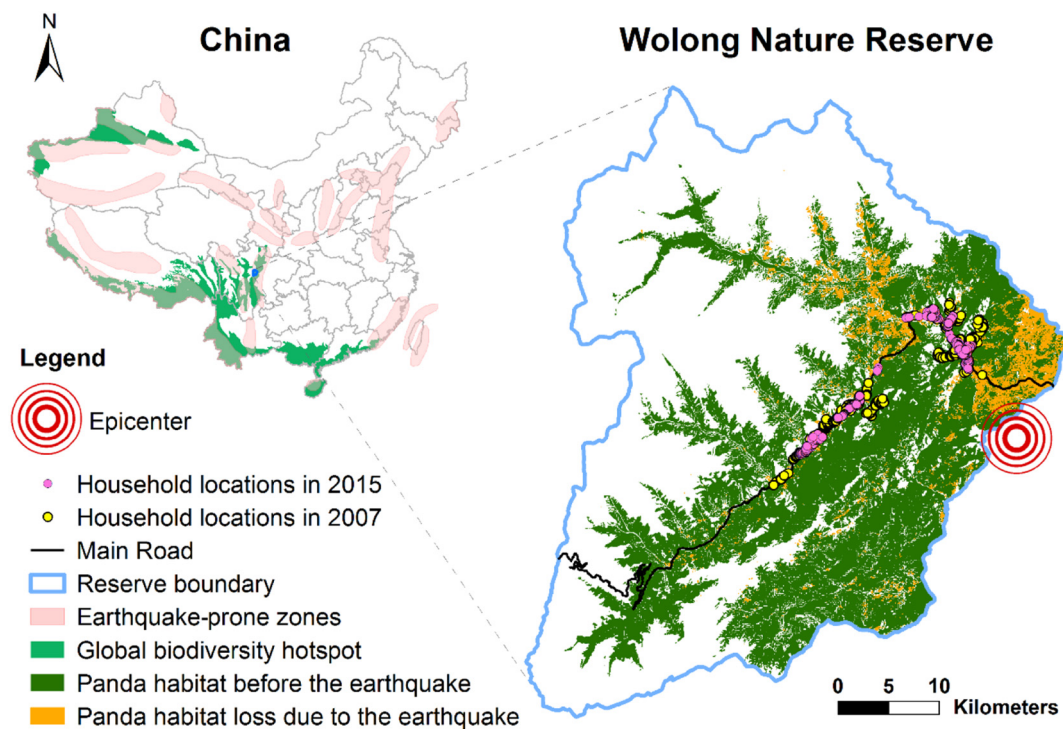 N
China
Wolong Nature Reserve
Legend
Epicenter
Household locations in 2015
Household locations in 2007
Main Road
Reserve boundary
Earthquake-prone zones
Global biodiversity hotspot
Panda habitat before the earthquake
Panda habitat loss due to the earthquake
0 5 10
Kilometers